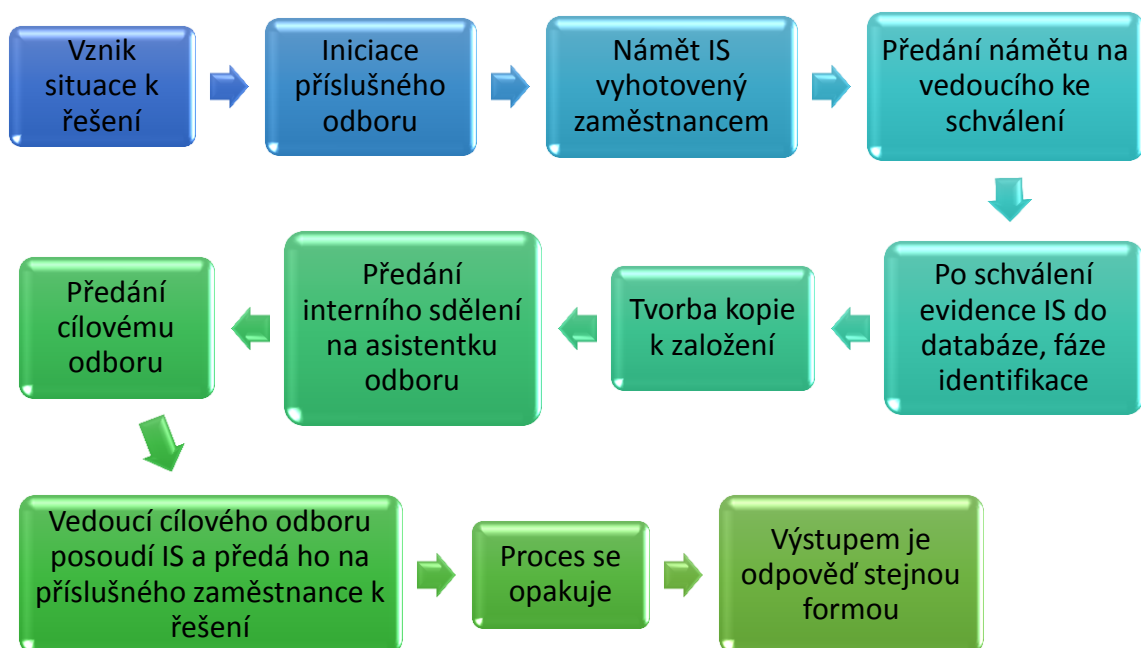 Vznik
situace k
řešení
Iniciace
příslušného
odboru
Námět IS
vyhotovený
zaměstnancem
Předání námětu na
vedoucího ke
schválení
Po schválení
evidence IS do
databáze, fáze
identifikace
Tvorba kopie
k založení
Předání
interního sdělení
na asistentku
odboru
Předání
cílovému
odboru
Vedoucí cílového odboru
posoudí IS a předá ho na
příslušného zaměstnance k
řešení
Proces se
opakuje
Výstupem je
odpověď stejnou
formou